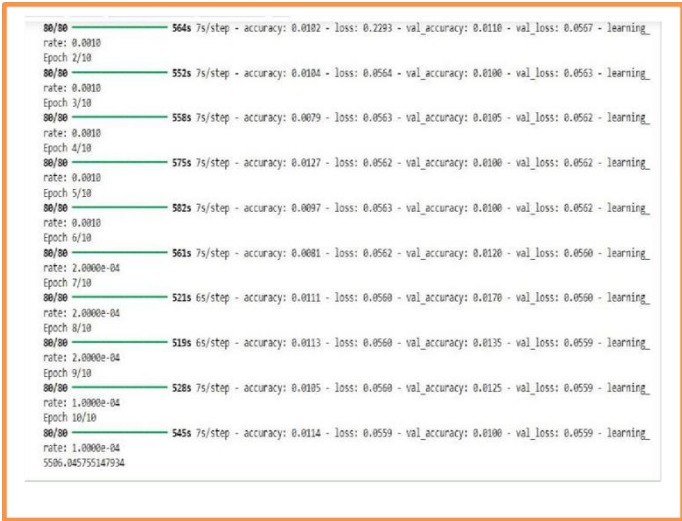 80/80 564s 7s/step - accuracy: 0.0102 - loss: 0.2293 - val_accuracy: 0.0110 - val_loss: 0.0567 - learning_
rate: 0.0010
Epoch 2/10
80/80 552s 7s/step - accuracy: 0.0104 - loss: 0.0564 - val_accuracy: 0.0100 - val_loss: 0.0563 - learning_
rate: 0.0010
Epoch 3/10
80/80 558s 7s/step - accuracy: 0.0079 - loss: 0.0563 - val_accuracy: 0.0105 - val_loss: 0.0562 - learning_
rate: 0.0010
Epoch 4/10
80/80 575s 7s/step - accuracy: 0.0127 - loss: 0.0562 - val_accuracy: 0.0100 - val_loss: 0.0562 - learning_
rate: 0.0010
Epoch 5/10
80/80 582s 7s/step - accuracy: 0.0097 - loss: 0.0563 - val_accuracy: 0.0100 - val_loss: 0.0562 - learning_
rate: 0.0010
Epoch 6/10
80/80 561s 7s/step - accuracy: 0.0081 - loss: 0.0562 - val_accuracy: 0.0120 - val_loss: 0.0560 - learning_
rate: 2.0000e-04
Epoch 7/10
80/80 521s 6s/step - accuracy: 0.0111 - loss: 0.0560 - val_accuracy: 0.0170 - val_loss: 0.0560 - learning_
rate: 2.0000e-04
Epoch 8/10
80/80 519s 6s/step - accuracy: 0.0113 - loss: 0.0560 - val_accuracy: 0.0135 - val_loss: 0.0559 - learning_
rate: 2.0000e-04
Epoch 9/10
80/80 528s 7s/step - accuracy: 0.0105 - loss: 0.0560 - val_accuracy: 0.0125 - val_loss: 0.0559 - learning_
rate: 1.0000e-04
Epoch 10/10
80/80 545s 7s/step - accuracy: 0.0114 - loss: 0.0559 - val_accuracy: 0.0100 - val_loss: 0.0559 - learning_
rate: 1.0000e-04
5506.045755147934